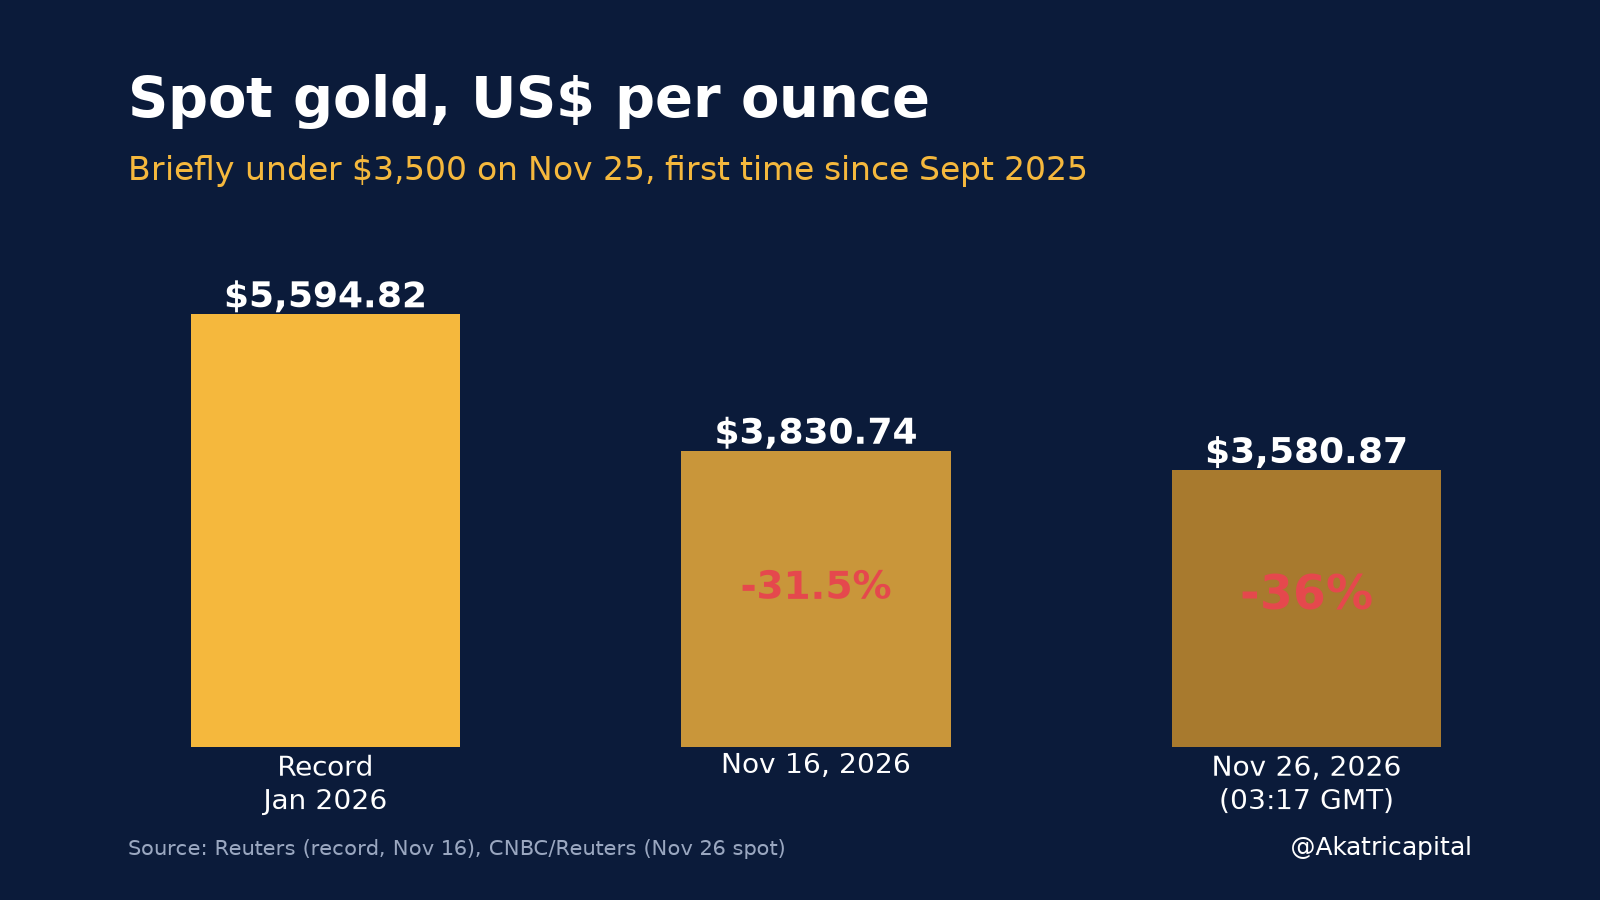 Spot gold, US$ per ounce
Briefly under $3,500 on Nov 25, first time since Sept 2025
$5,594.82
$3,830.74
$3,580.87
-31.5%
-36%
Record
Jan 2026
Nov 16, 2026
Nov 26, 2026
(03:17 GMT)
Source: Reuters (record, Nov 16), CNBC/Reuters (Nov 26 spot)
@Akatricapital